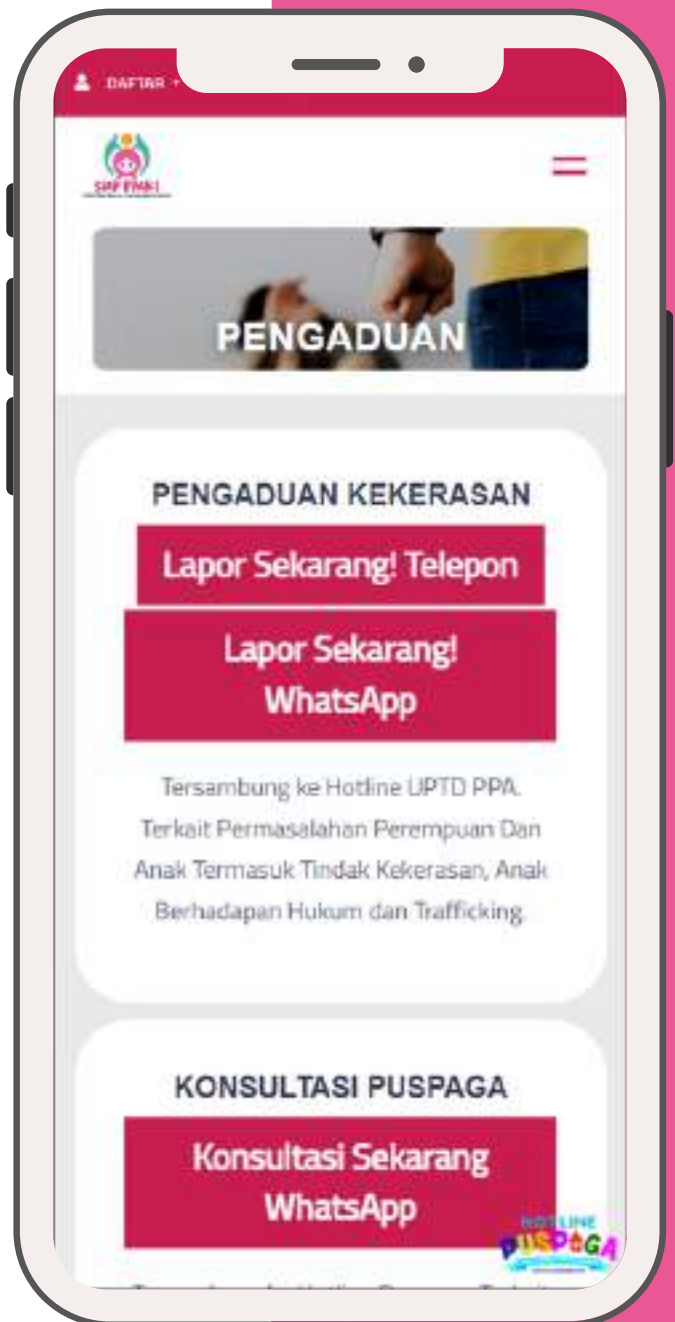 DAFTAR
PENGADUAN
PENGADUAN KEKERASAN
Lapor Sekarang! Telepon
Lapor Sekarang!
WhatsApp
Tersambung ke Hotline UPTD PPA.
Terkait Permasalahan Perempuan Dan
Anak Termasuk Tindak Kekerasan, Anak
Berhadapan Hukum dan Trafficking.
KONSULTASI PUSPAGA
Konsultasi Sekarang
WhatsApp
HOTLINE
PUSPAGA